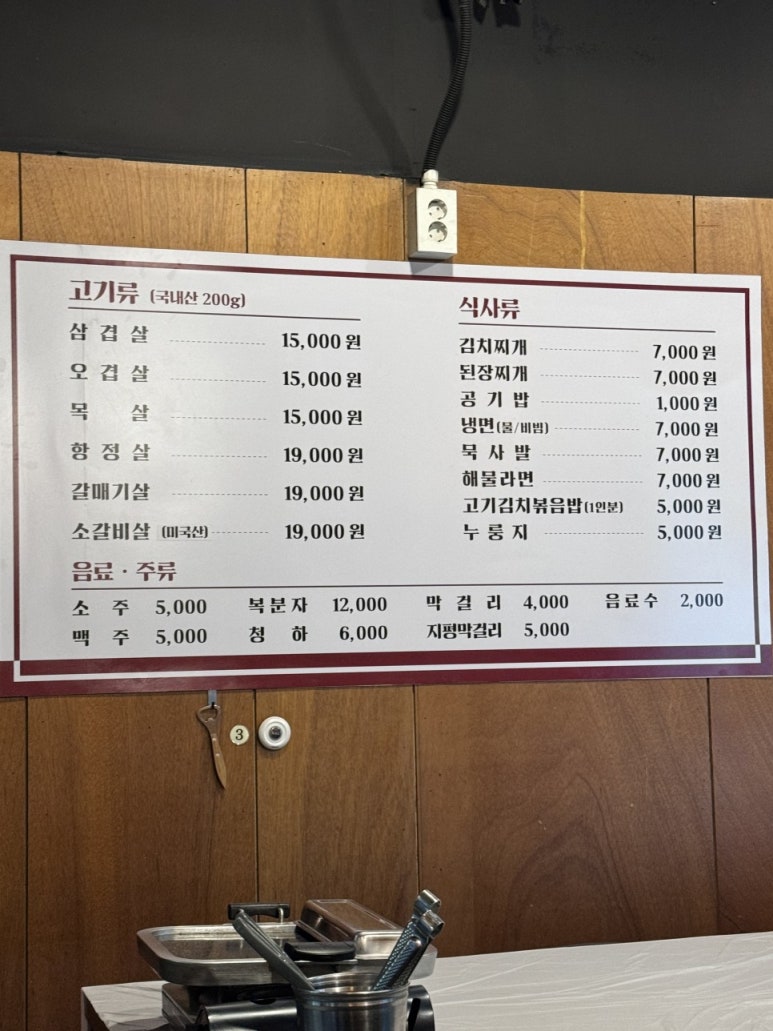 고기류 (국내산 200g)
삼겹살 15,000원
오겹살 15,000원
목살 15,000원
항정살 19,000원
갈매기살 19,000원
소갈비살 (미국산) 19,000원
식사류
김치찌개 7,000원
된장찌개 7,000원
공기밥 1,000원
냉면(물/비빔) 7,000원
묵사발 7,000원
해물라면 7,000원
고기김치볶음밥(1인분) 5,000원
누룽지 5,000원
음료·주류
소주 5,000 복분자 12,000 막걸리 4,000 음료수 2,000
맥주 5,000 청하 6,000 지평막걸리 5,000
3